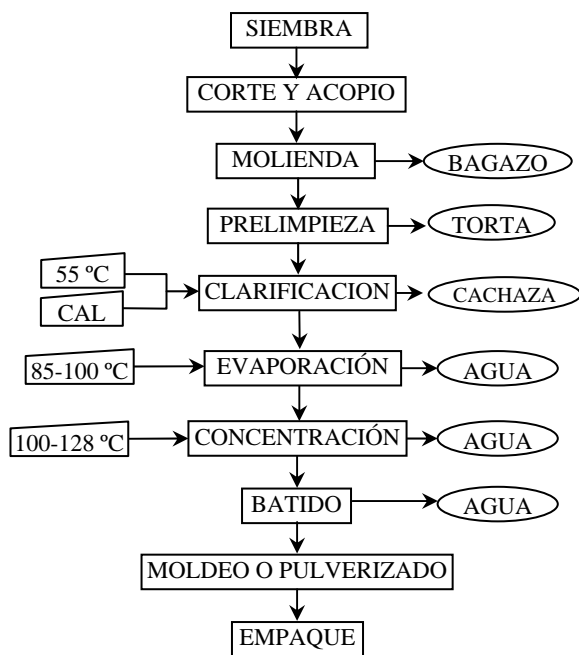 SIEMBRA
CORTE Y ACOPIO
MOLIENDA
BAGAZO
PRELIMPIEZA
TORTA
55 ºC
CAL
CLARIFICACION
CACHAZA
85-100 ºC
EVAPORACIÓN
AGUA
100-128 ºC
CONCENTRACIÓN
AGUA
BATIDO
AGUA
MOLDEO O PULVERIZADO
EMPAQUE